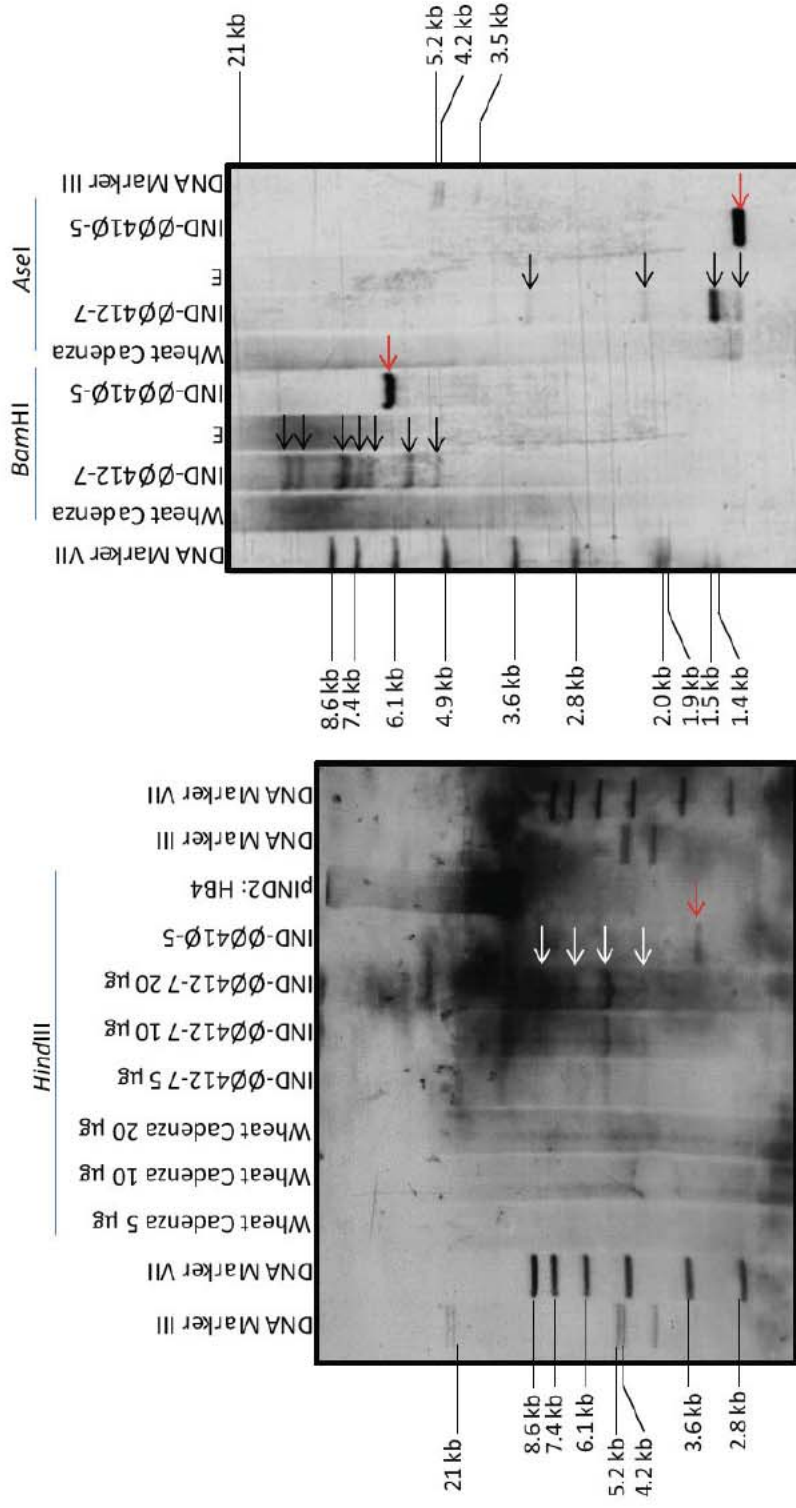 HindIII
DNA Marker III
DNA Marker VII
Wheat Cadenza 5 µg
Wheat Cadenza 10 µg
Wheat Cadenza 20 µg
IND-ØØ412-7 5 µg
IND-ØØ412-7 10 µg
IND-ØØ412-7 20 µg
IND-ØØ41Ø-5
pIND2: HB4
DNA Marker III
DNA Marker VII
21 kb
8.6 kb
7.4 kb
6.1 kb
5.2 kb
4.2 kb
3.6 kb
2.8 kb
BamHI
AseI
DNA Marker VII
Wheat Cadenza
IND-ØØ412-7
E
IND-ØØ41Ø-5
Wheat Cadenza
IND-ØØ412-7
E
IND-ØØ41Ø-5
DNA Marker III
8.6 kb
7.4 kb
6.1 kb
4.9 kb
3.6 kb
2.8 kb
2.0 kb
1.9 kb
1.5 kb
1.4 kb
21 kb
5.2 kb
4.2 kb
3.5 kb